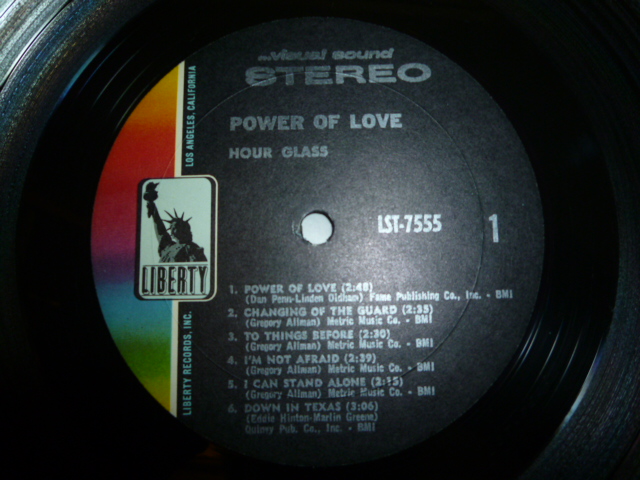 Visual Sound
STEREO
POWER OF LOVE
HOUR GLASS
LST-7555
1
1. POWER OF LOVE (2:48)
(Dan Penn-Linden Oldham) Fame Publishing Co., Inc. - BMI
2. CHANGING OF THE GUARD (2:35)
(Gregory Allman) Metric Music Co. - BMI
3. TO THINGS BEFORE (2:30)
(Gregory Allman) Metric Music Co. - BMI
4. I'M NOT AFRAID (2:39)
(Gregory Allman) Metric Music Co. - BMI
5. I CAN STAND ALONE
(Gregory Allman) Metric Music Co. - BMI
6. DOWN IN TEXAS (3:06)
(Eddie Hinton-Marlin Greene)
Quinvy Pub. Co., Inc. - BMI
LIBERTY
LIBERTY RECORDS, INC.
LOS ANGELES, CALIFORNIA